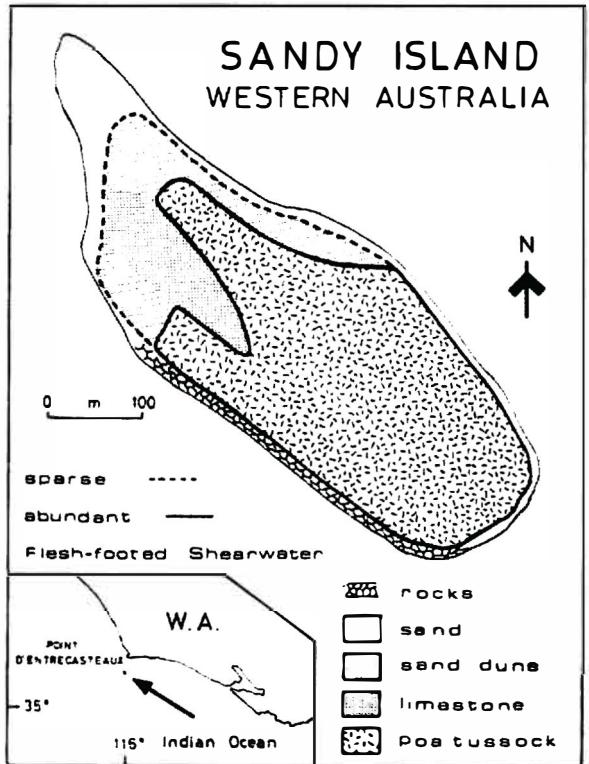 SANDY ISLAND
WESTERN AUSTRALIA
N
0 m 100
sparse
abundant
Flesh-footed Shearwater
rocks
sand
sand dune
limestone
Poa tussock
W.A.
POINT
D'ENTRECASTEAUX
35°
116° Indian Ocean